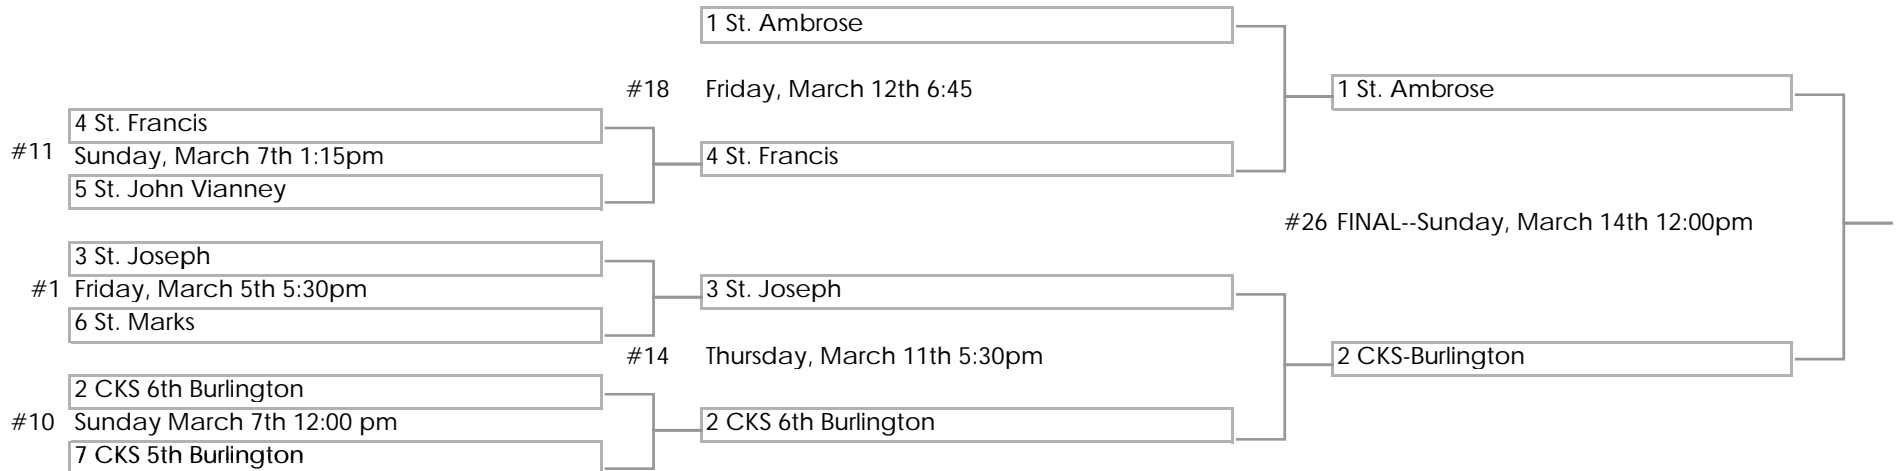 1 St. Ambrose
#18 Friday, March 12th 6:45
1 St. Ambrose
4 St. Francis
#11 Sunday, March 7th 1:15pm
4 St. Francis
5 St. John Vianney
#26 FINAL--Sunday, March 14th 12:00pm
3 St. Joseph
#1 Friday, March 5th 5:30pm
3 St. Joseph
6 St. Marks
#14 Thursday, March 11th 5:30pm
2 CKS-Burlington
2 CKS 6th Burlington
#10 Sunday March 7th 12:00 pm
2 CKS 6th Burlington
7 CKS 5th Burlington